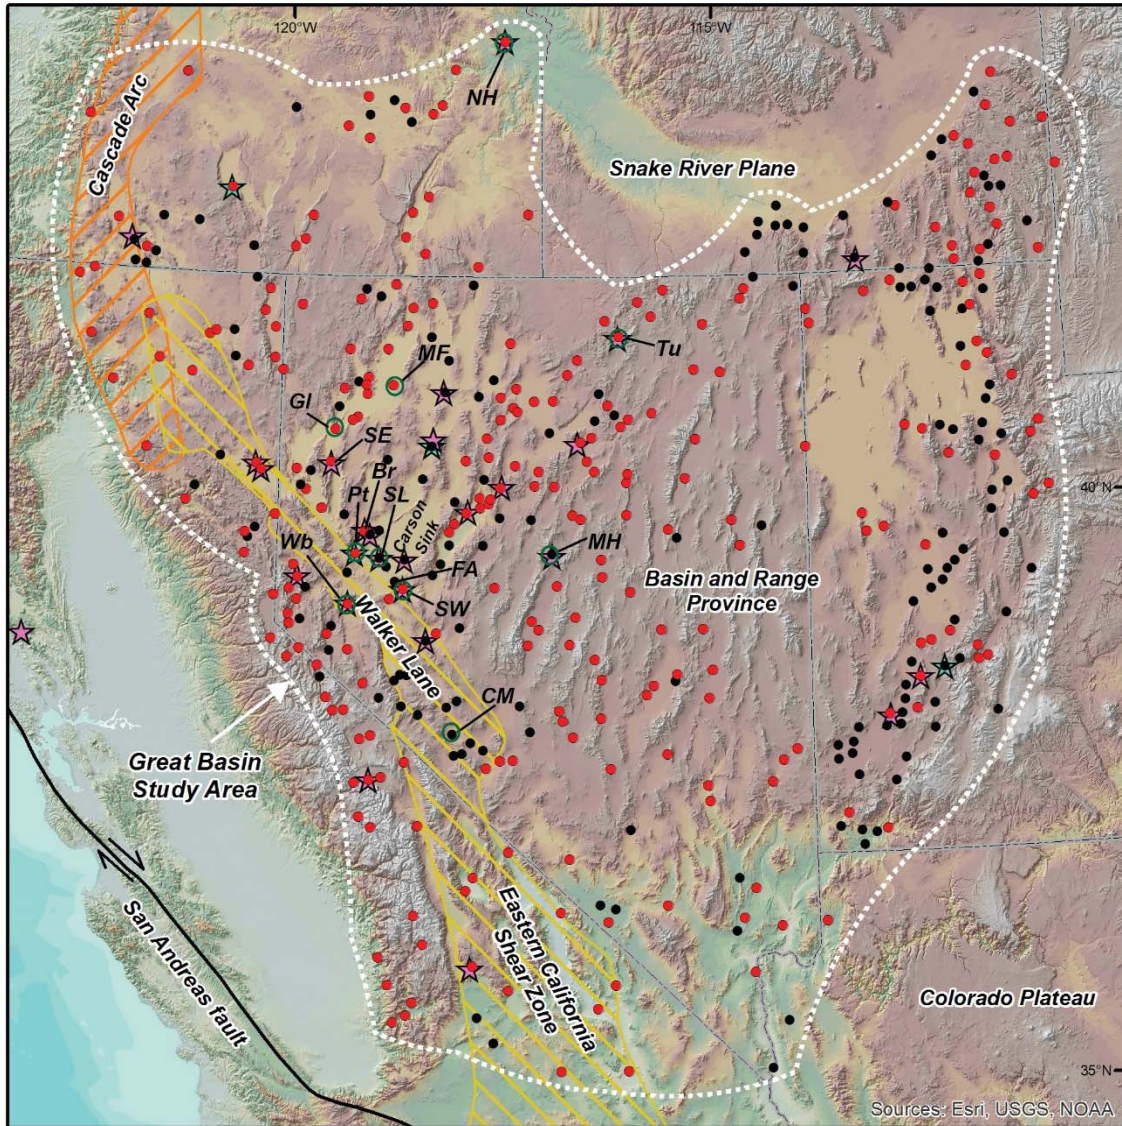 120°W
115°W
NH
Cascade Arc
Snake River Plane
MF
Tu
GI
SE
Br
Pt
SL
Carson
Sink
Wb
MH
FA
Basin and Range
Province
SW
Walker Lane
40°N
CM
Great Basin
Study Area
Eastern California
Shear Zone
San Andreas fault
Colorado Plateau
35°N
Sources: Esri, USGS, NOAA